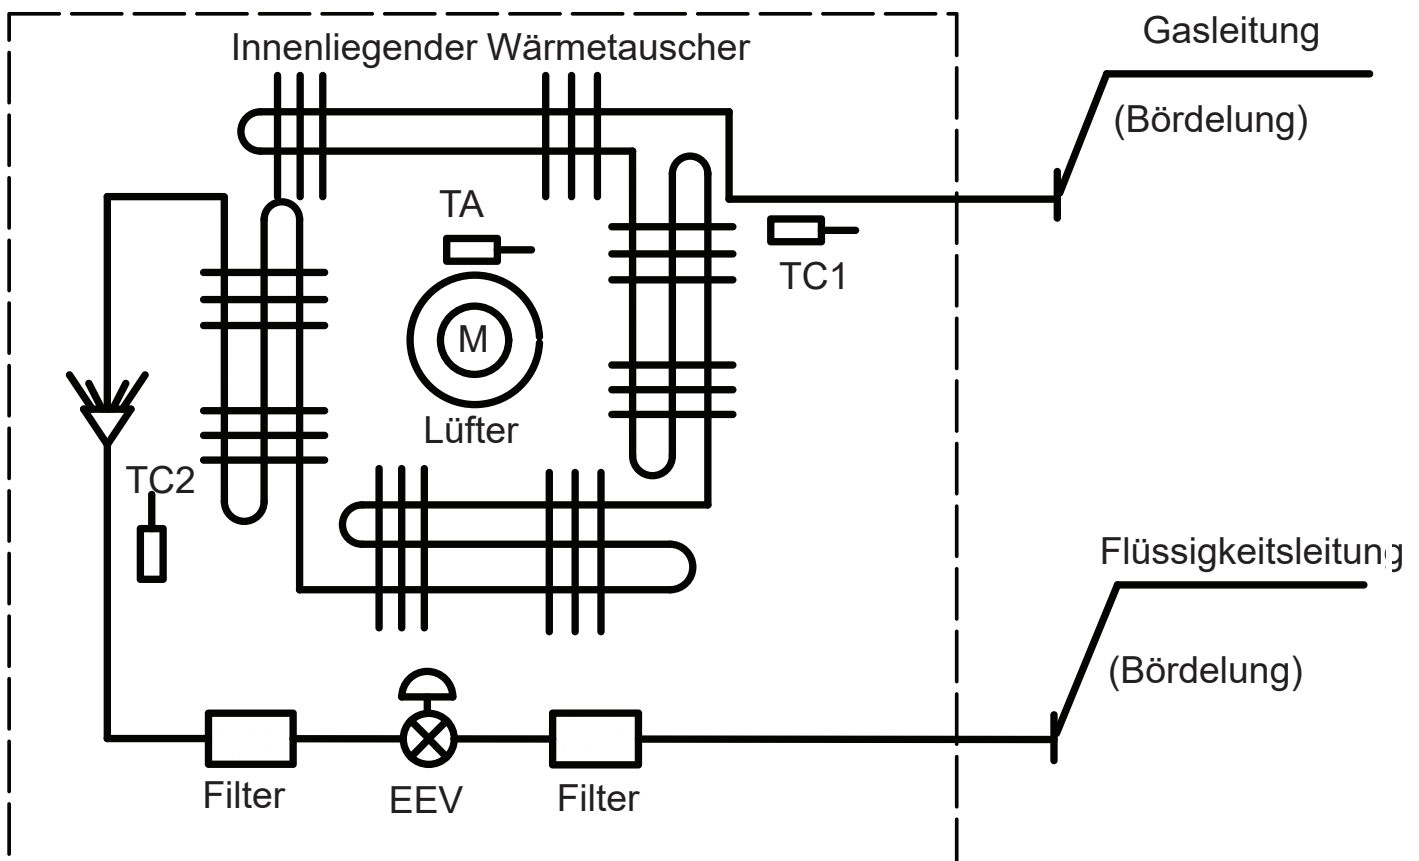 Gasleitung
Innenliegender Wärmetauscher
(Bördelung)
TA
TC1
M
Lüfter
TC2
Flüssigkeitsleitung
(Bördelung)
Filter
EEV
Filter